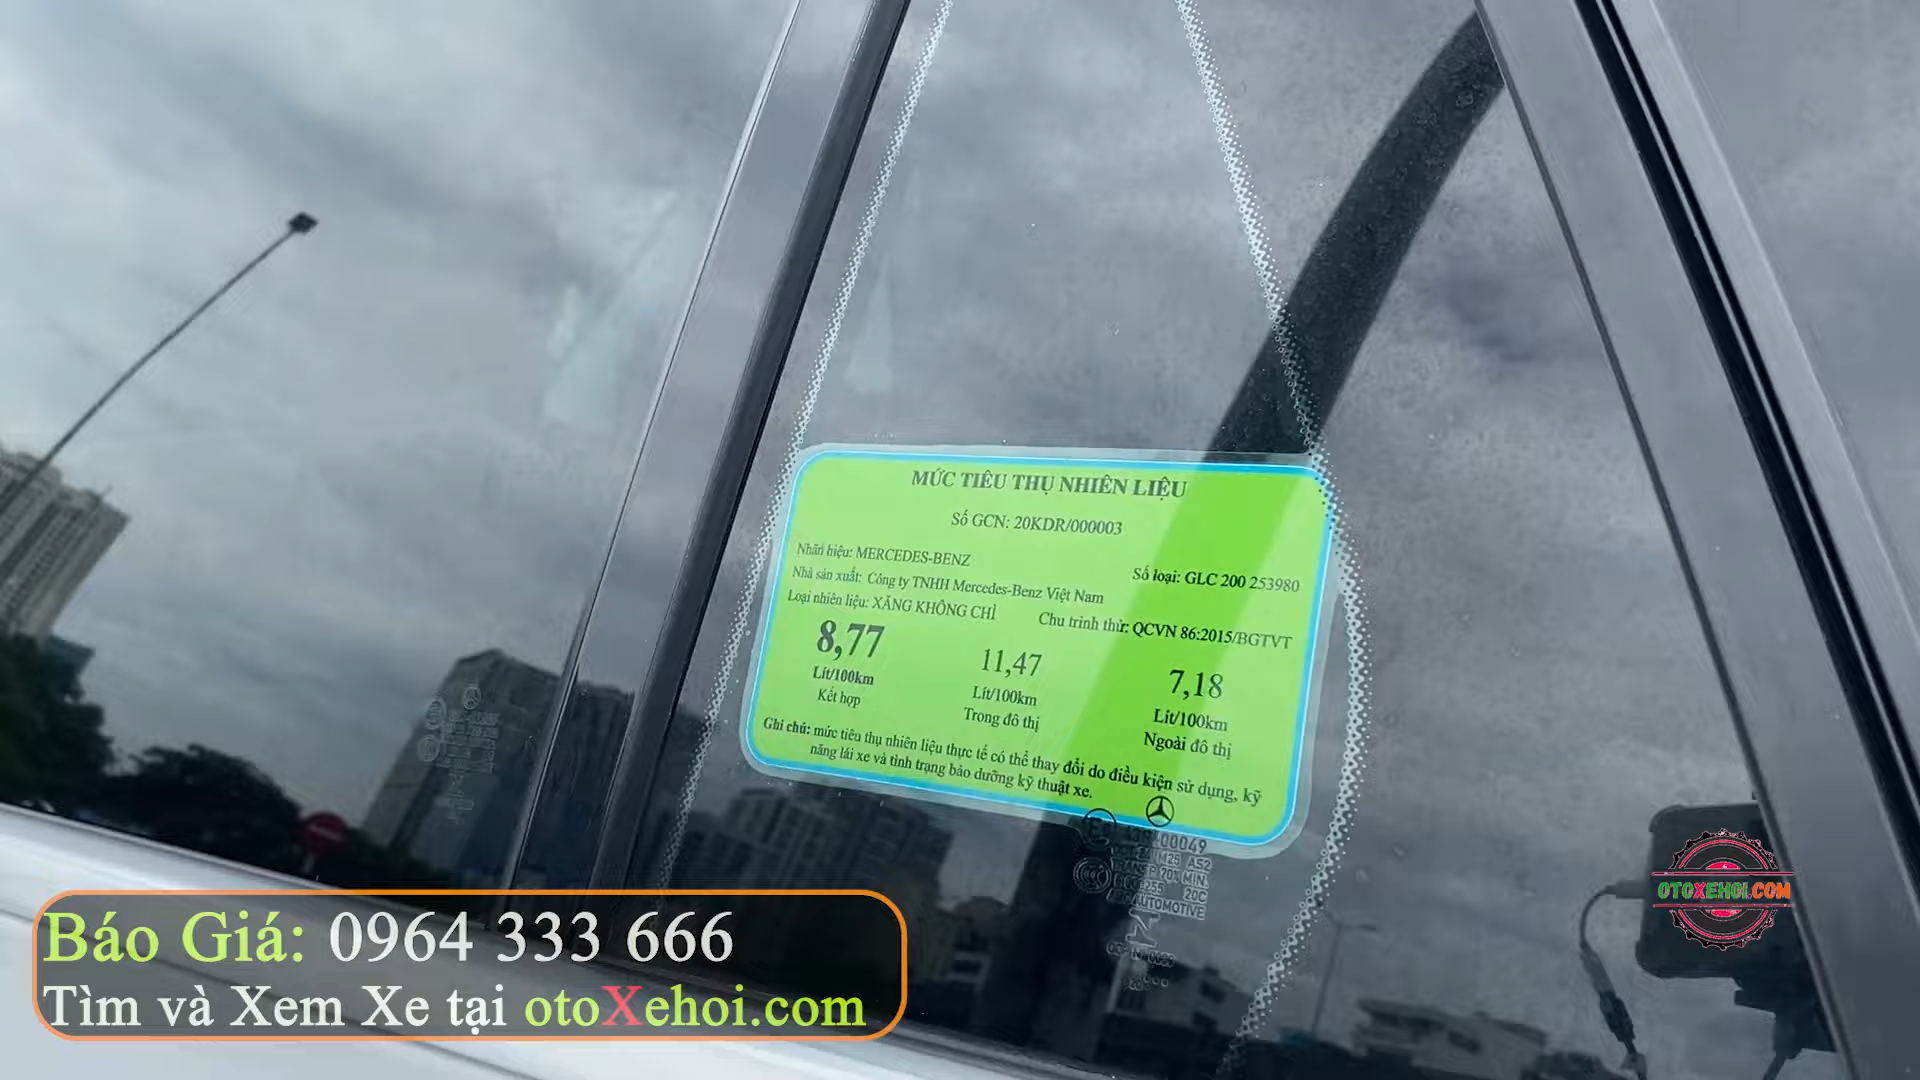 MỨC TIÊU THỤ NHIÊN LIỆU
Số GCN: 20KDR/000003
Nhãn hiệu: MERCEDES-BENZ
Số loại: GLC 200 253980
Nhà sản xuất: Công ty TNHH Mercedes-Benz Việt Nam
Loại nhiên liệu: XĂNG KHÔNG CHÌ
Chu trình thử: QCVN 86:2015/BGTVT
8,77
Lít/100km
Kết hợp
11,47
Lít/100km
Trong đô thị
7,18
Lít/100km
Ngoài đô thị
Ghi chú: mức tiêu thụ nhiên liệu thực tế có thể thay đổi do điều kiện sử dụng, kỹ
năng lái xe và tình trạng bảo dưỡng kỹ thuật xe.
00049
AS2
70% MIN.
20C
AUTOMOTIVE
OTOXEHOI.COM
Báo Giá: 0964 333 666
Tìm và Xem Xe tại otoXehoi.com